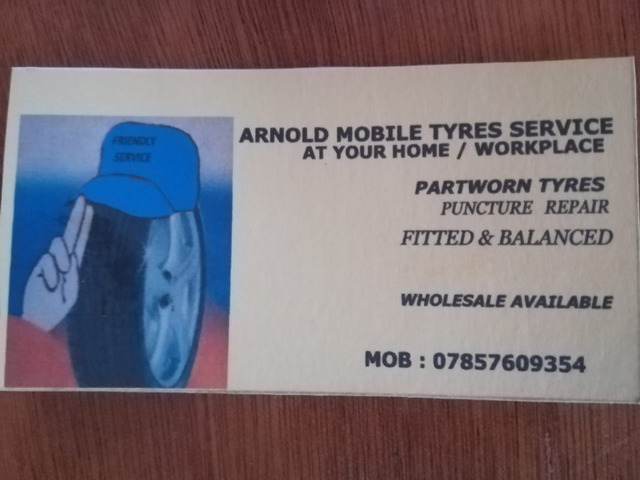 FRIENDLY
SERVICE
ARNOLD MOBILE TYRES SERVICE
AT YOUR HOME / WORKPLACE
PARTWORN TYRES
PUNCTURE REPAIR
FITTED & BALANCED
WHOLESALE AVAILABLE
MOB : 07857609354